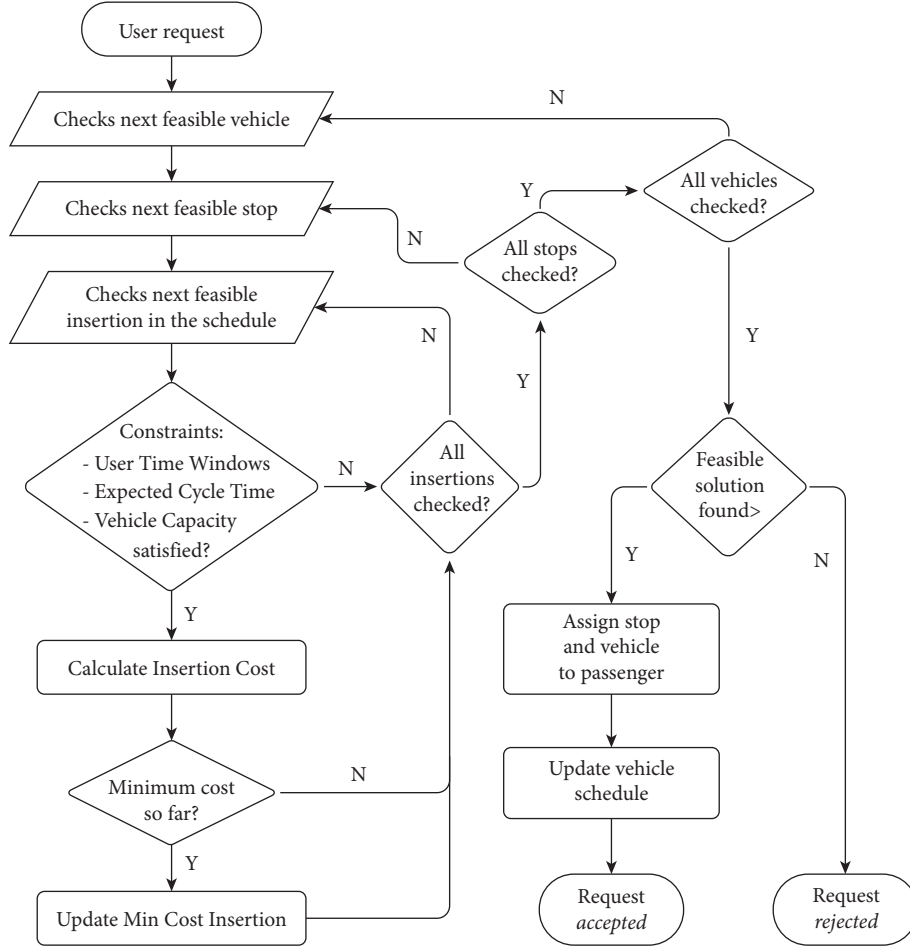 User request
Checks next feasible vehicle
N
All vehicles
checked?
Checks next feasible stop
Y
N
All stops
checked?
Checks next feasible
insertion in the schedule
N
Y
Y
Constraints:
- User Time Windows
- Expected Cycle Time
- Vehicle Capacity
satisfied?
N
All
insertions
checked?
Feasible
solution
found>
Y
N
Y
Assign stop
and vehicle
to passenger
Calculate Insertion Cost
Minimum cost
so far?
N
Update vehicle
schedule
Y
Update Min Cost Insertion
Request
accepted
Request
rejected